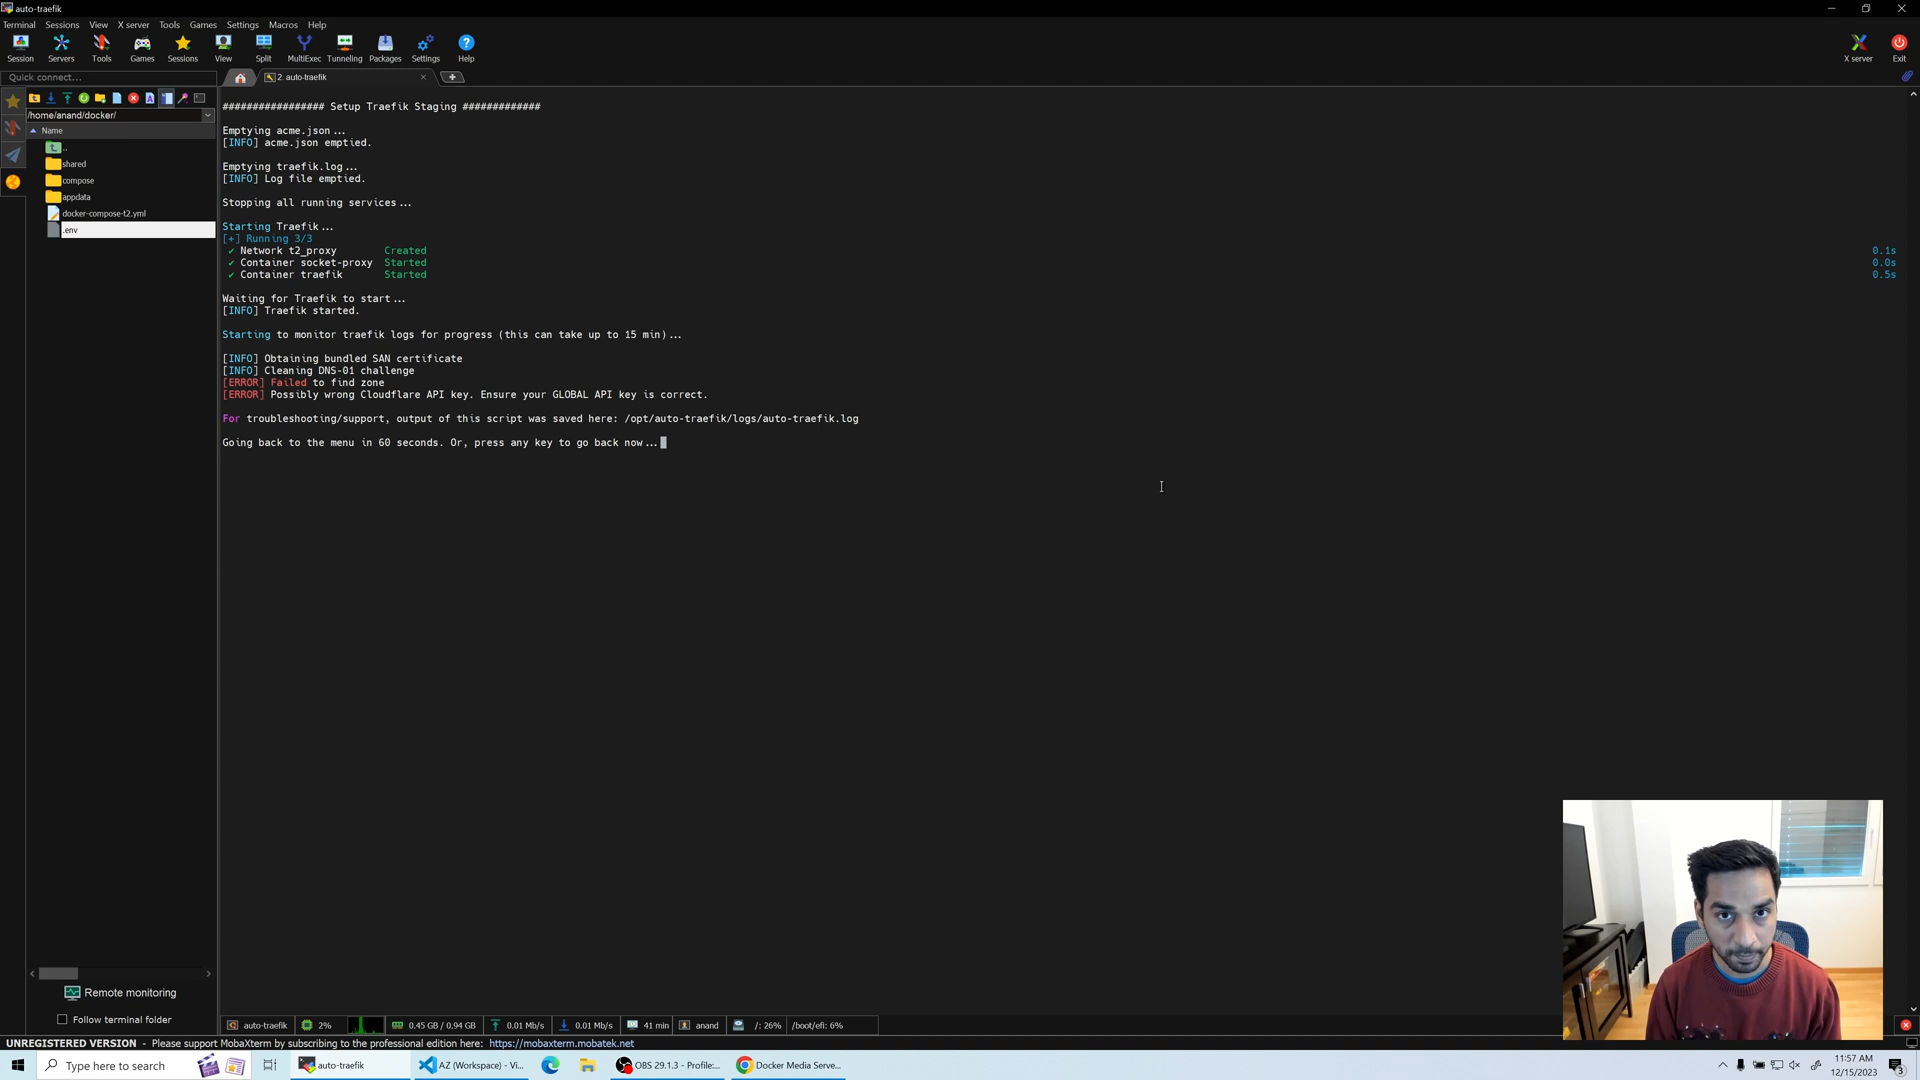 auto-traefik
Terminal Sessions View X server Tools Games Settings Macros Help
Session Servers Tools Games Sessions View Split MultiExec Tunneling Packages Settings Help X server Exit
Quick connect...
2. auto-traefik
/home/anand/docker/
Name
..
shared
compose
appdata
docker-compose-t2.yml
.env
################# Setup Traefik Staging #############
Emptying acme.json...
[INFO] acme.json emptied.
Emptying traefik.log...
[INFO] Log file emptied.
Stopping all running services...
Starting Traefik...
[+] Running 3/3
✔ Network t2_proxy Created 0.1s
✔ Container socket-proxy Started 0.0s
✔ Container traefik Started 0.5s
Waiting for Traefik to start...
[INFO] Traefik started.
Starting to monitor traefik logs for progress (this can take up to 15 min)...
[INFO] Obtaining bundled SAN certificate
[INFO] Cleaning DNS-01 challenge
[ERROR] Failed to find zone
[ERROR] Possibly wrong Cloudflare API key. Ensure your GLOBAL API key is correct.
For troubleshooting/support, output of this script was saved here: /opt/auto-traefik/logs/auto-traefik.log
Going back to the menu in 60 seconds. Or, press any key to go back now...
Remote monitoring
Follow terminal folder
auto-traefik 2% 0.45 GB / 0.94 GB 0.01 Mb/s 0.01 Mb/s 41 min anand /: 26% /boot/efi: 6%
UNREGISTERED VERSION - Please support MobaXterm by subscribing to the professional edition here: https://mobaxterm.mobatek.net
Type here to search
auto-traefik
AZ (Workspace) - Vi...
OBS 29.1.3 - Profile:...
Docker Media Serve...
11:57 AM
12/15/2023
3